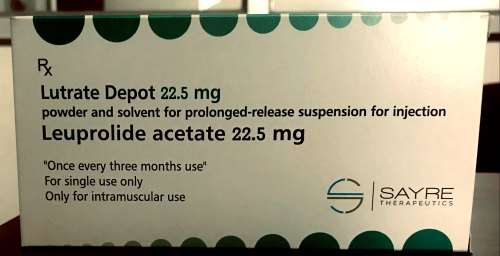 Rx
Lutrate Depot 22.5 mg
powder and solvent for prolonged-release suspension for injection
Leuprolide acetate 22.5 mg
"Once every three months use"
For single use only
Only for intramuscular use
SAYRE
THERAPEUTICS